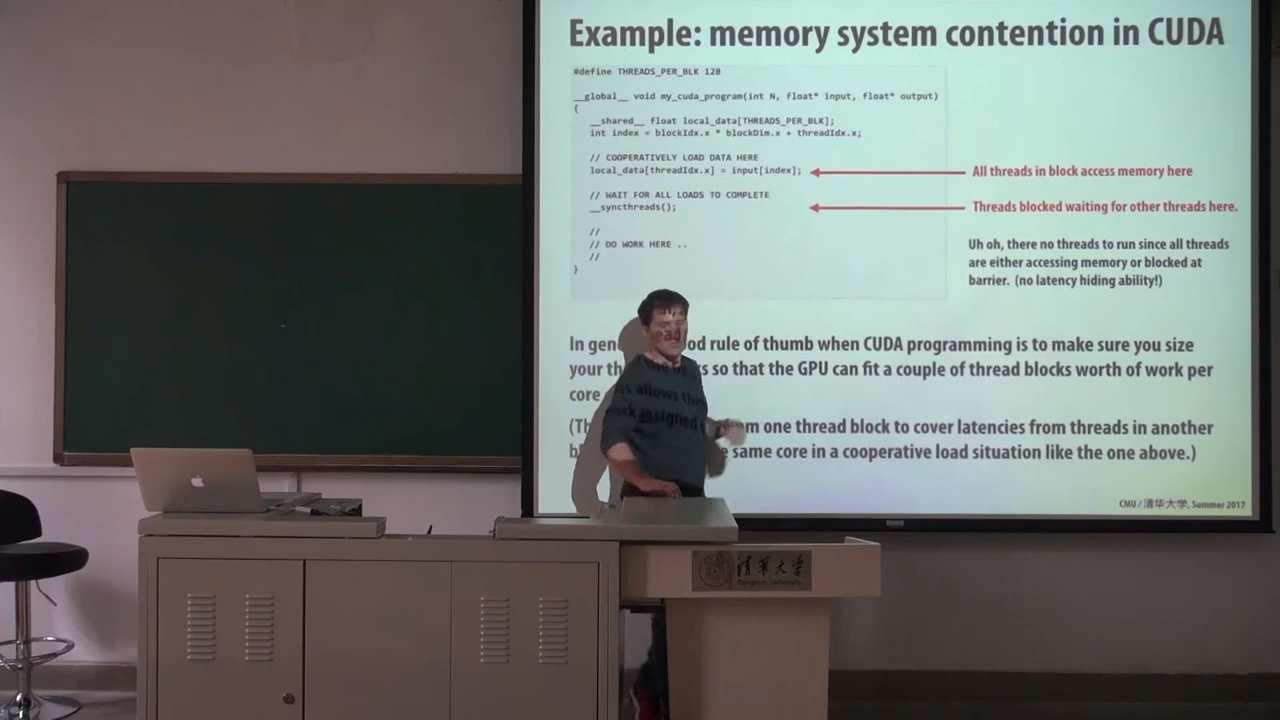 Example: memory system contention in CUDA
#define THREADS_PER_BLK 128
__global__ void my_cuda_program(int N, float* input, float* output)
{
__shared__ float local_data[THREADS_PER_BLK];
int index = blockIdx.x * blockDim.x + threadIdx.x;
// COOPERATIVELY LOAD DATA HERE
local_data[threadIdx.x] = input[index];
All threads in block access memory here
// WAIT FOR ALL LOADS TO COMPLETE
__syncthreads();
Threads blocked waiting for other threads here.
//
// DO WORK HERE ..
//
}
Uh oh, there no threads to run since all threads
are either accessing memory or blocked at
barrier. (no latency hiding ability!)
In rule of thumb when CUDA programming is to make sure you size
your so that the GPU can fit a couple of thread blocks worth of work per
core
allows from one thread block to cover latencies from threads in another
assigned same core in a cooperative load situation like the one above.)
CMU / 清华大学, Summer 2017
清华大学
Tsinghua University